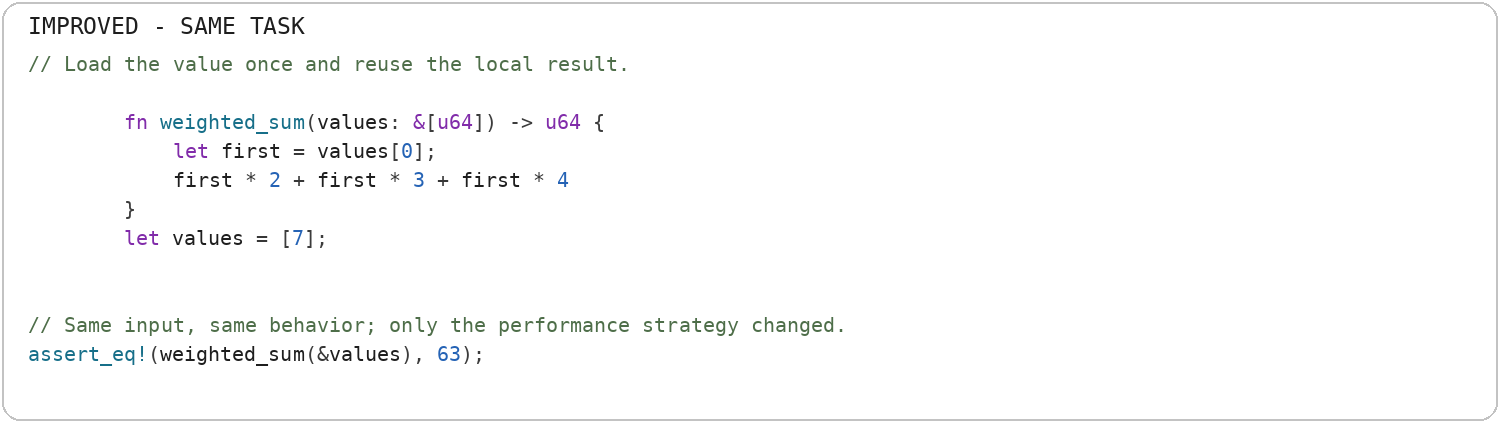 IMPROVED - SAME TASK
// Load the value once and reuse the local result.
fn weighted_sum(values: &[u64]) -> u64 {
    let first = values[0];
    first * 2 + first * 3 + first * 4
}
let values = [7];
// Same input, same behavior; only the performance strategy changed.
assert_eq!(weighted_sum(&values), 63);